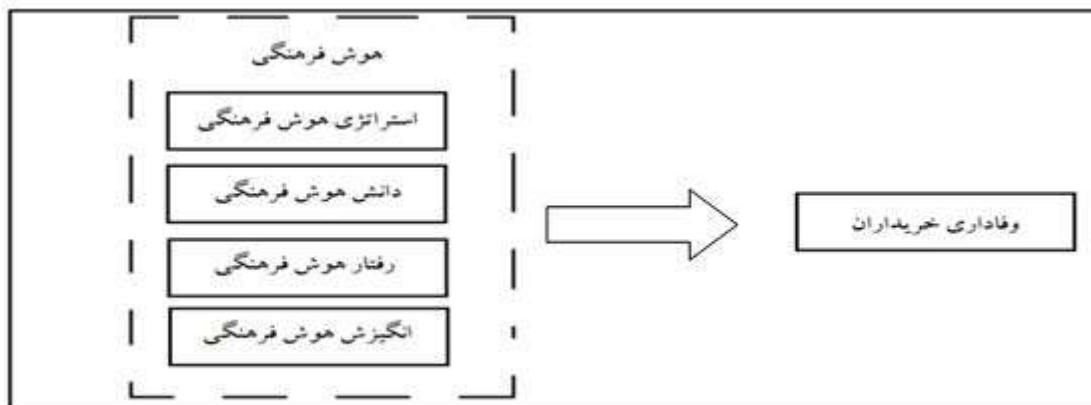 هوش فرهنگی
استراتژی هوش فرهنگی
دانش هوش فرهنگی
رفتار هوش فرهنگی
انگیزش هوش فرهنگی
وفاداری خریداران